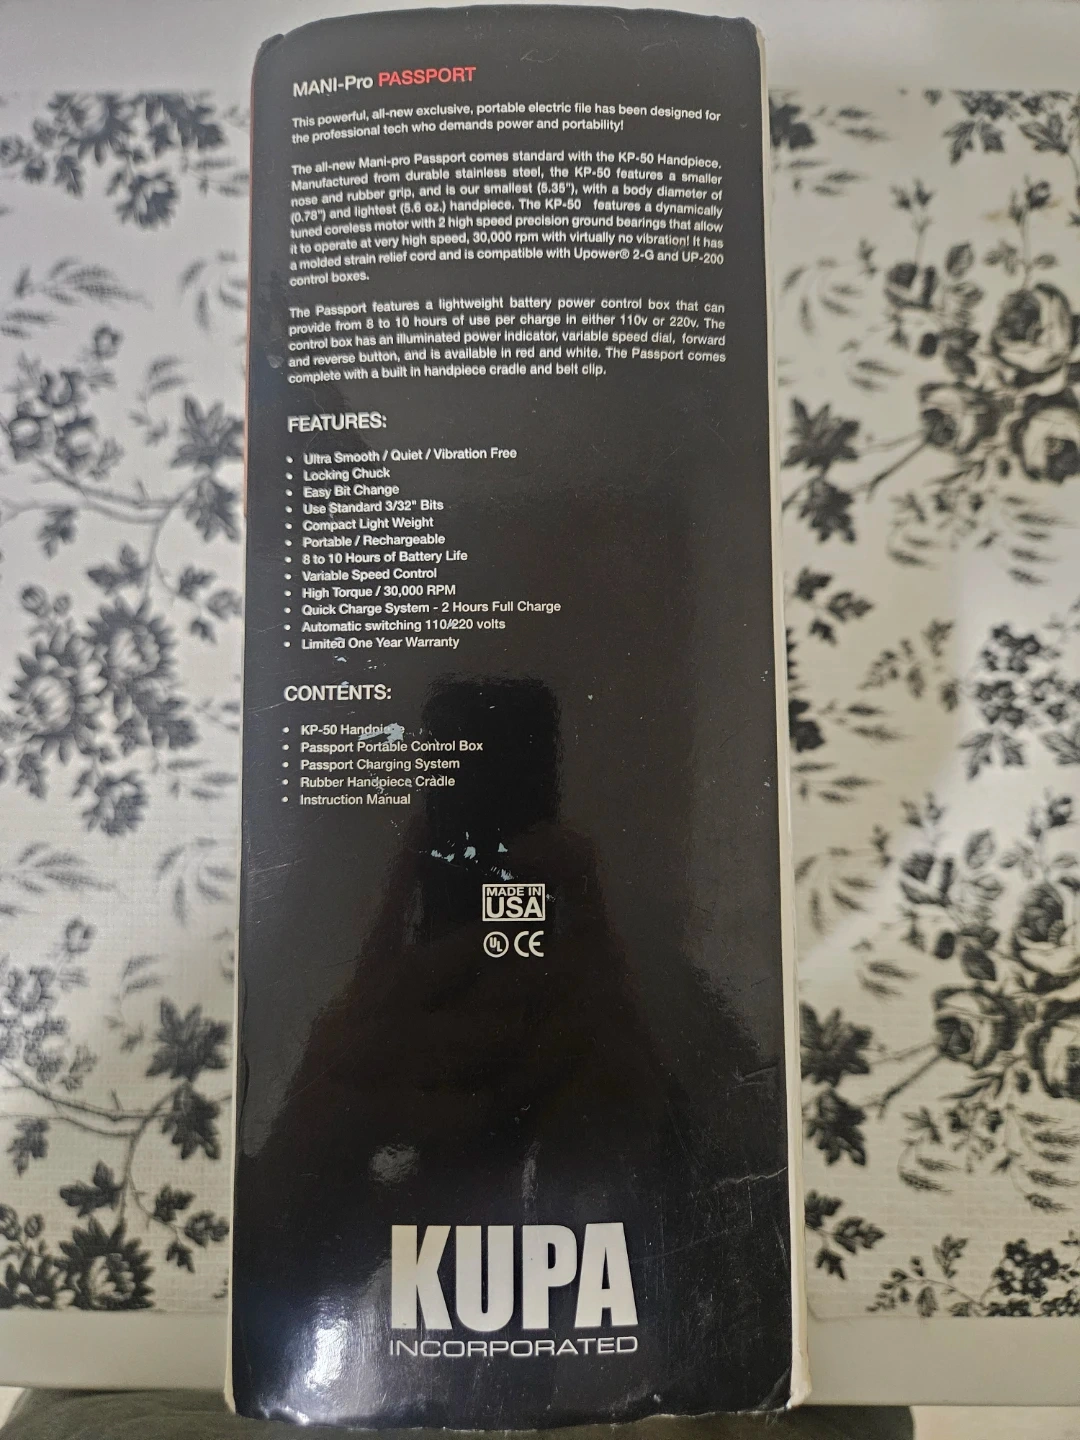 MANI-Pro PASSPORT
This powerful, all-new exclusive, portable electric file has been designed for
the professional tech who demands power and portability!
The all-new Mani-pro Passport comes standard with the KP-50 Handpiece.
Manufactured from durable stainless steel, the KP-50 features a smaller
nose and rubber grip, and is our smallest (5.35"), with a body diameter of
(0.78") and lightest (5.6 oz.) handpiece. The KP-50 features a dynamically
tuned coreless motor with 2 high speed precision ground bearings that allow
it to operate at very high speed, 30,000 rpm with virtually no vibration! It has
a molded strain relief cord and is compatible with Upower® 2-G and UP-200
control boxes.
The Passport features a lightweight battery power control box that can
provide from 8 to 10 hours of use per charge in either 110v or 220v. The
control box has an illuminated power indicator, variable speed dial, forward
and reverse button, and is available in red and white. The Passport comes
complete with a built in handpiece cradle and belt clip.
FEATURES:
• Ultra Smooth / Quiet / Vibration Free
• Locking Chuck
• Easy Bit Change
• Use Standard 3/32" Bits
• Compact Light Weight
• Portable / Rechargeable
• 8 to 10 Hours of Battery Life
• Variable Speed Control
• High Torque / 30,000 RPM
• Quick Charge System - 2 Hours Full Charge
• Automatic switching 110/220 volts
• Limited One Year Warranty
CONTENTS:
• KP-50 Handpiece
• Passport Portable Control Box
• Passport Charging System
• Rubber Handpiece Cradle
• Instruction Manual
MADE IN
USA
UL CE
KUPA
INCORPORATED